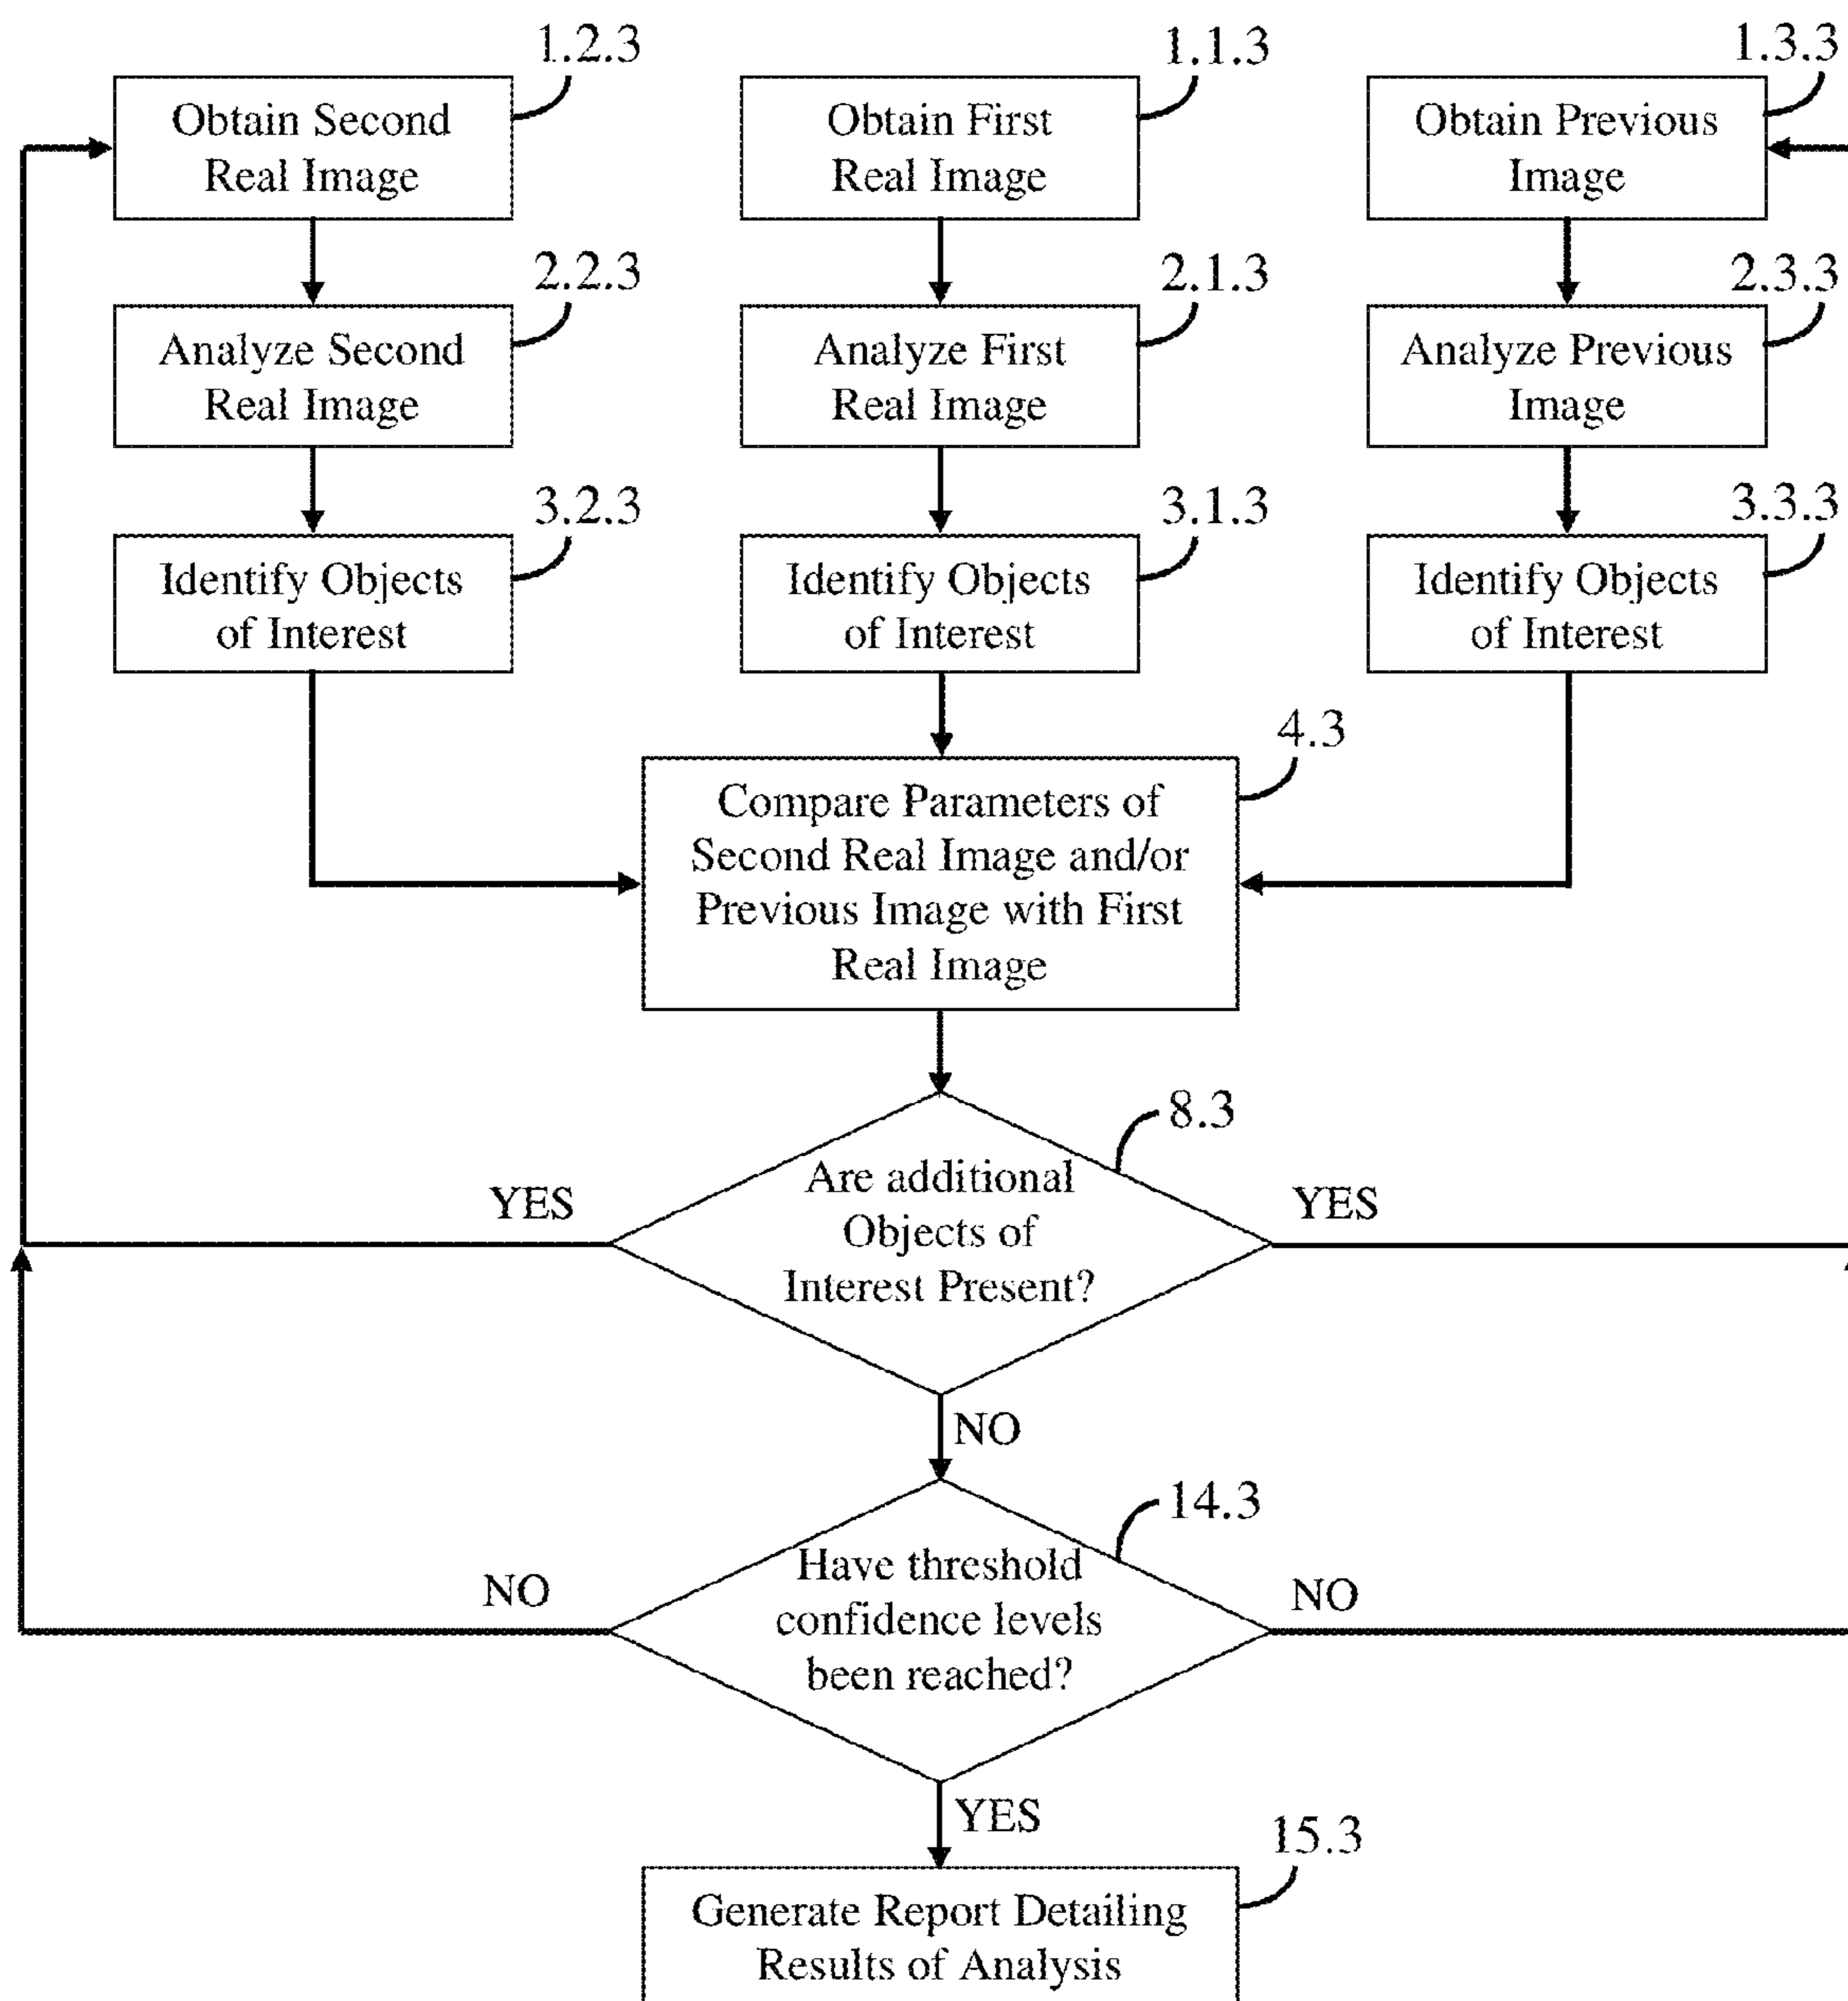 1.2.3
1.1.3
1.3.3
Obtain Second
Real Image
Obtain First
Real Image
Obtain Previous
Image
2.2.3
2.1.3
2.3.3
Analyze Second
Real Image
Analyze First
Real Image
Analyze Previous
Image
3.2.3
3.1.3
3.3.3
Identify Objects
of Interest
Identify Objects
of Interest
Identify Objects
of Interest
4.3
Compare Parameters of
Second Real Image and/or
Previous Image with First
Real Image
8.3
Are additional
Objects of
Interest Present?
YES
YES
NO
14.3
Have threshold
confidence levels
been reached?
NO
NO
YES
15.3
Generate Report Detailing
Results of Analysis